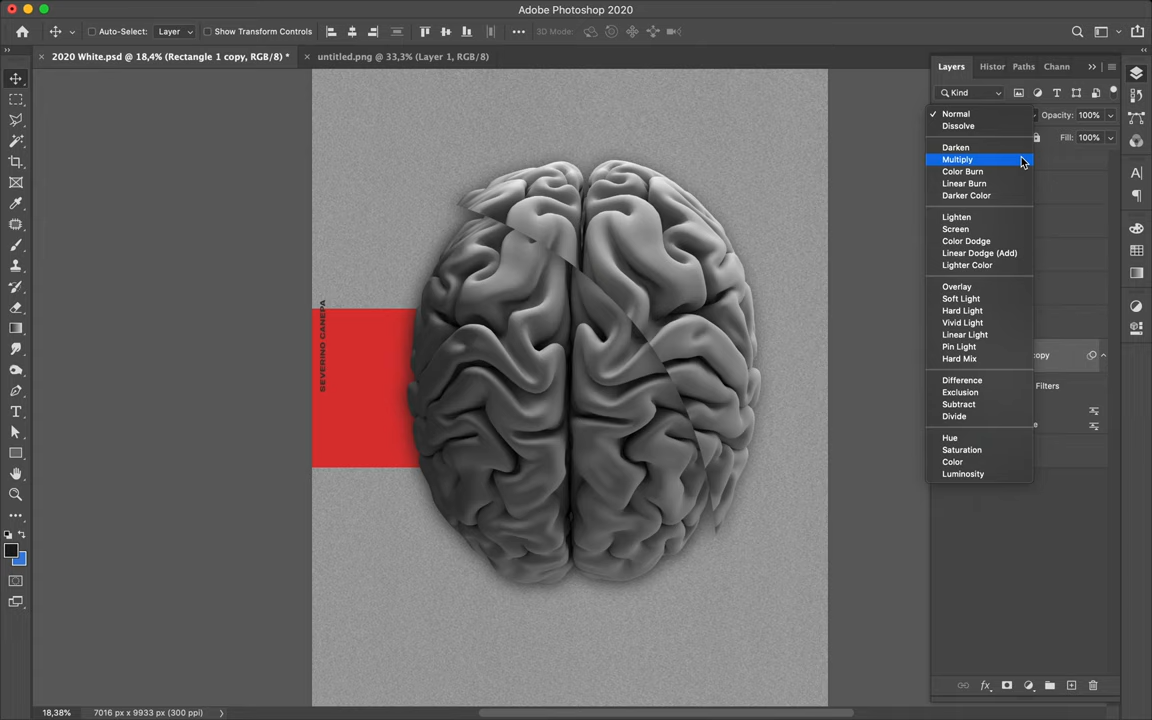 Adobe Photoshop 2020
Auto-Select: Layer Show Transform Controls 3D Mode:
2020 White.psd @ 18,4% (Rectangle 1 copy, RGB/8) *
untitled.png @ 33,3% (Layer 1, RGB/8)
Layers Histor Paths Chann
Kind
Normal
Opacity: 100%
Dissolve
Fill: 100%
Darken
Multiply
Color Burn
Linear Burn
Darker Color
Lighten
Screen
Color Dodge
Linear Dodge (Add)
Lighter Color
Overlay
Soft Light
Hard Light
Vivid Light
Linear Light
Pin Light
Hard Mix
copy
Filters
Difference
Exclusion
Subtract
Divide
Hue
Saturation
Color
Luminosity
SEVERINO CANEPA
fx
18,38% 7016 px x 9933 px (300 ppi)